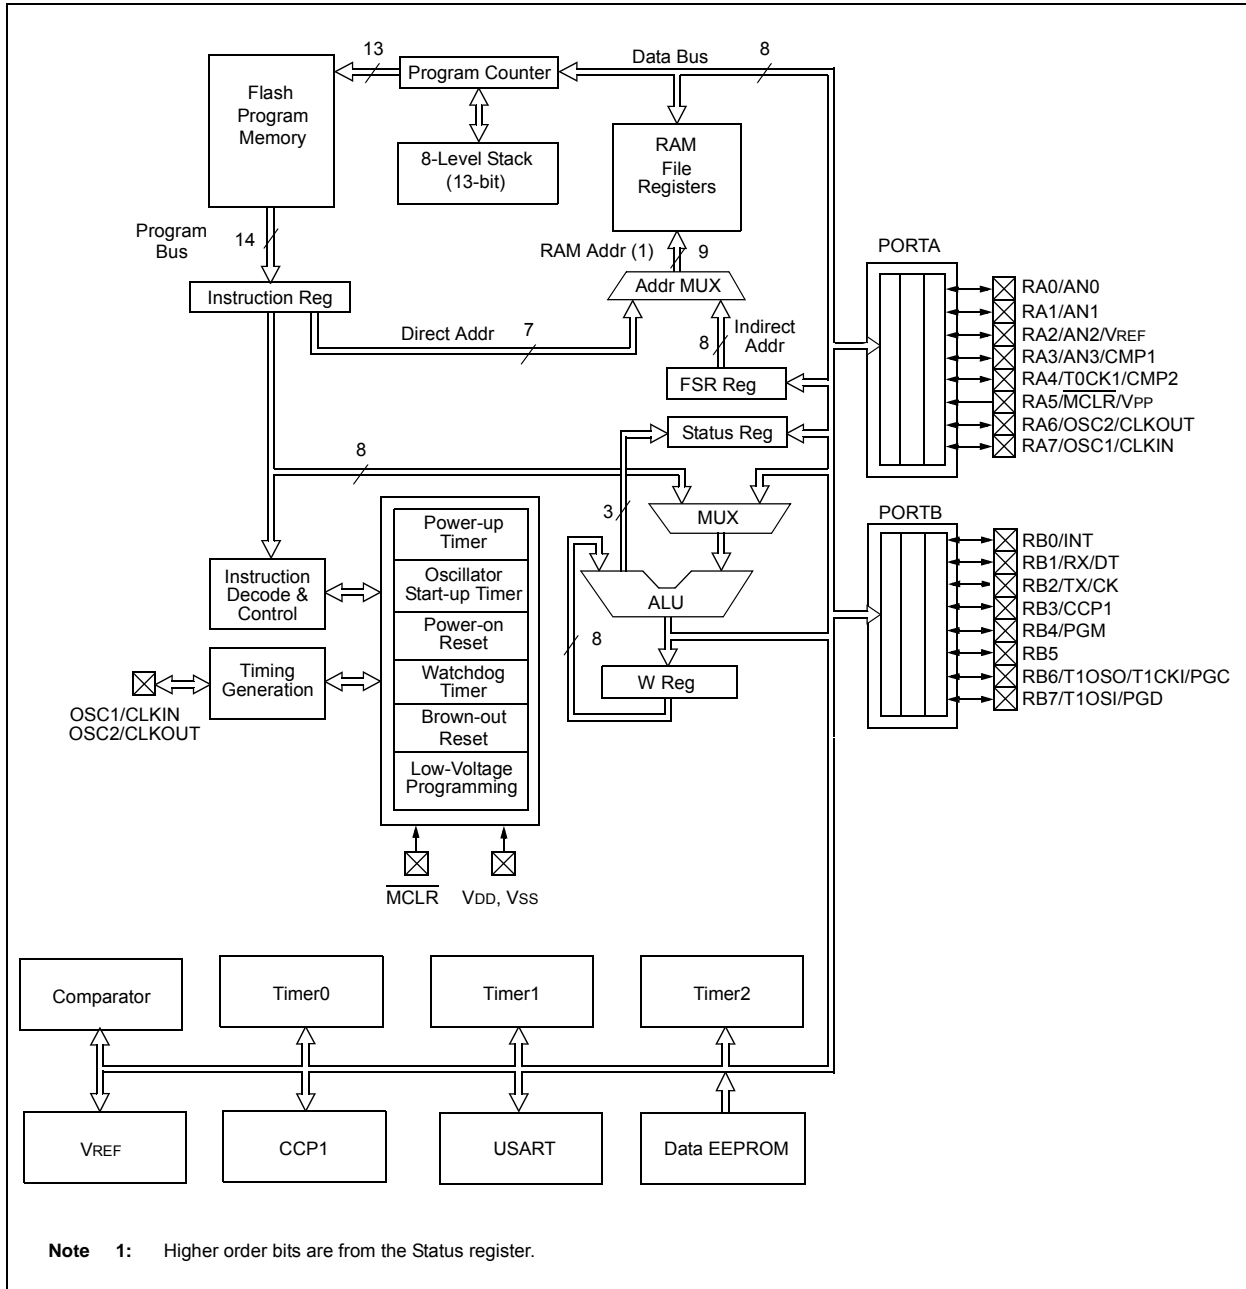 13
Program Counter
Data Bus
8
Flash
Program
Memory
8-Level Stack
(13-bit)
RAM
File
Registers
Program
Bus
14
RAM Addr (1)
9
PORTA
Instruction Reg
Addr MUX
Direct Addr
7
8
Indirect
Addr
FSR Reg
Status Reg
RA0/AN0
RA1/AN1
RA2/AN2/VREF
RA3/AN3/CMP1
RA4/T0CK1/CMP2
RA5/MCLR/VPP
RA6/OSC2/CLKOUT
RA7/OSC1/CLKIN
8
3
MUX
PORTB
Power-up
Timer
Oscillator
Start-up Timer
Power-on
Reset
Watchdog
Timer
Brown-out
Reset
Low-Voltage
Programming
Instruction
Decode &
Control
ALU
8
W Reg
Timing
Generation
OSC1/CLKIN
OSC2/CLKOUT
RB0/INT
RB1/RX/DT
RB2/TX/CK
RB3/CCP1
RB4/PGM
RB5
RB6/T1OSO/T1CKI/PGC
RB7/T1OSI/PGD
MCLR
VDD, VSS
Comparator
Timer0
Timer1
Timer2
VREF
CCP1
USART
Data EEPROM
Note 1: Higher order bits are from the Status register.